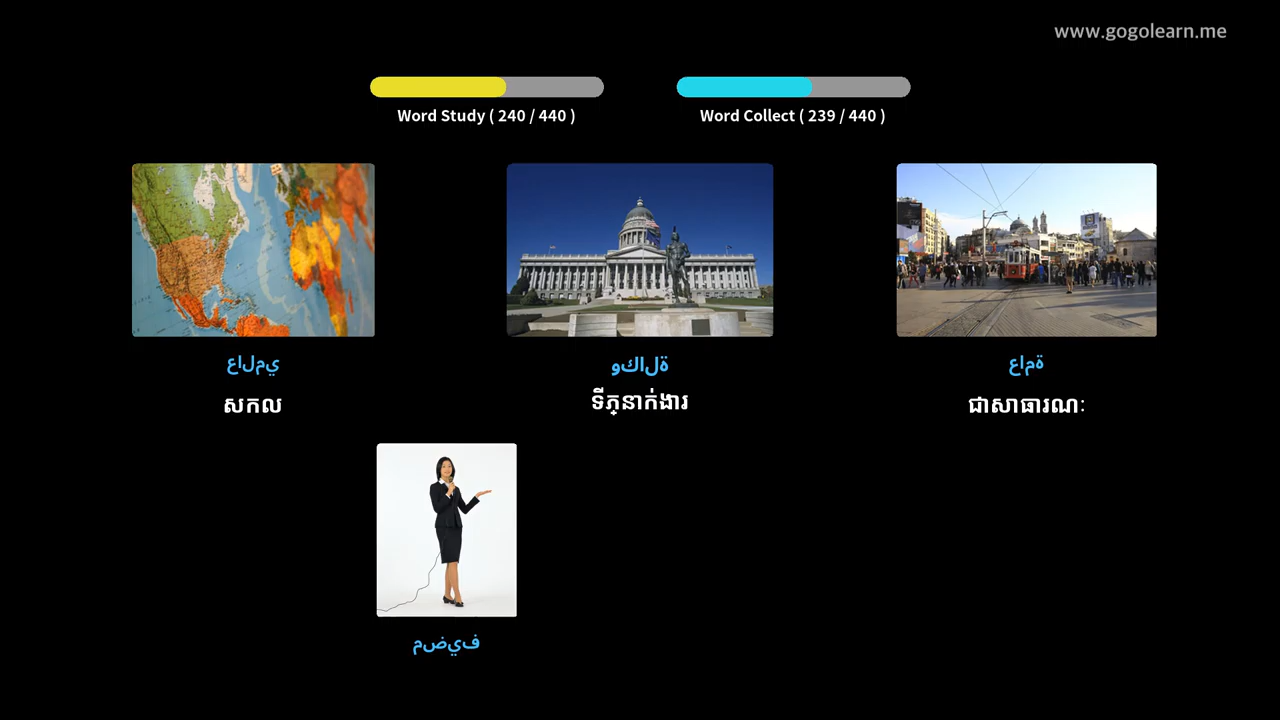 www.gogolearn.me
Word Study ( 240 / 440 )
Word Collect ( 239 / 440 )
عالمي
وكالة
عامة
សកល
ទីភ្នាក់ងារ
ជាសាធារណៈ
مضيف